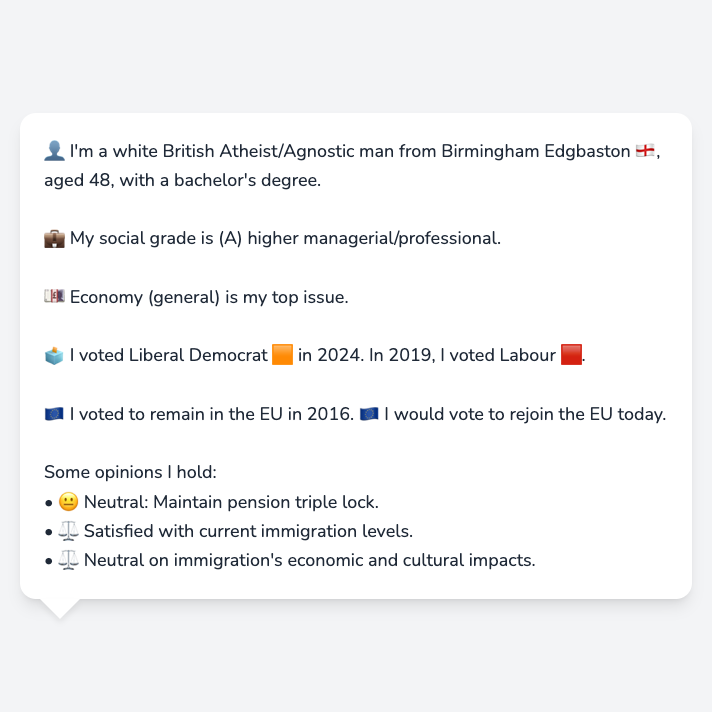 👤 I'm a white British Atheist/Agnostic man from Birmingham Edgbaston 🏴󠁧󠁢󠁥󠁮󠁧󠁿,
aged 48, with a bachelor's degree.
💼 My social grade is (A) higher managerial/professional.
💷 Economy (general) is my top issue.
🗳️ I voted Liberal Democrat 🟧 in 2024. In 2019, I voted Labour 🟥.
🇪🇺 I voted to remain in the EU in 2016. 🇪🇺 I would vote to rejoin the EU today.
Some opinions I hold:
• 😐 Neutral: Maintain pension triple lock.
• ⚖️ Satisfied with current immigration levels.
• ⚖️ Neutral on immigration's economic and cultural impacts.